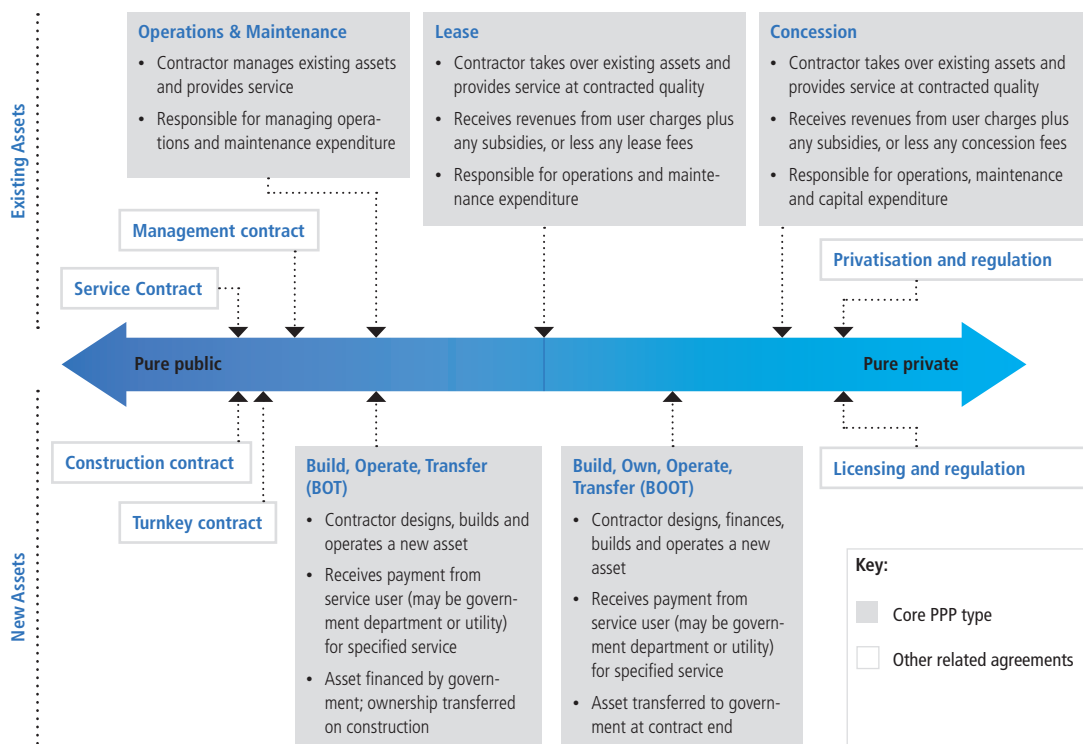 Existing Assets
Operations & Maintenance
• Contractor manages existing assets
and provides service
• Responsible for managing opera-
tions and maintenance expenditure
Lease
• Contractor takes over existing assets and
provides service at contracted quality
• Receives revenues from user charges plus
any subsidies, or less any lease fees
• Responsible for operations and mainte-
nance expenditure
Concession
• Contractor takes over existing assets and
provides service at contracted quality
• Receives revenues from user charges plus
any subsidies, or less any concession fees
• Responsible for operations, maintenance
and capital expenditure
Management contract
Service Contract
Privatisation and regulation
Pure public
Pure private
New Assets
Construction contract
Turnkey contract
Build, Operate, Transfer
(BOT)
• Contractor designs, builds and
operates a new asset
• Receives payment from
service user (may be govern-
ment department or utility)
for specified service
• Asset financed by govern-
ment; ownership transferred
on construction
Build, Own, Operate,
Transfer (BOOT)
• Contractor designs, finances,
builds and operates a new
asset
• Receives payment from
service user (may be govern-
ment department or utility)
for specified service
• Asset transferred to govern-
ment at contract end
Licensing and regulation
Key:
Core PPP type
Other related agreements